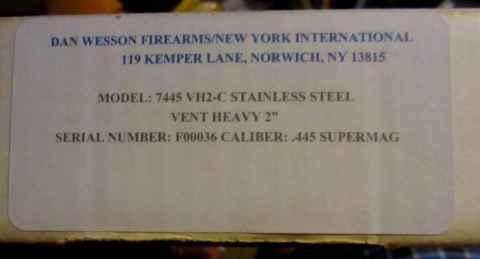 DAN WESSON FIREARMS/NEW YORK INTERNATIONAL
119 KEMPER LANE, NORWICH, NY 13815
MODEL: 7445 VH2-C STAINLESS STEEL
VENT HEAVY 2”
SERIAL NUMBER: F00036 CALIBER: .445 SUPERMAG